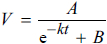 V = A / (e^{-kt} + B)